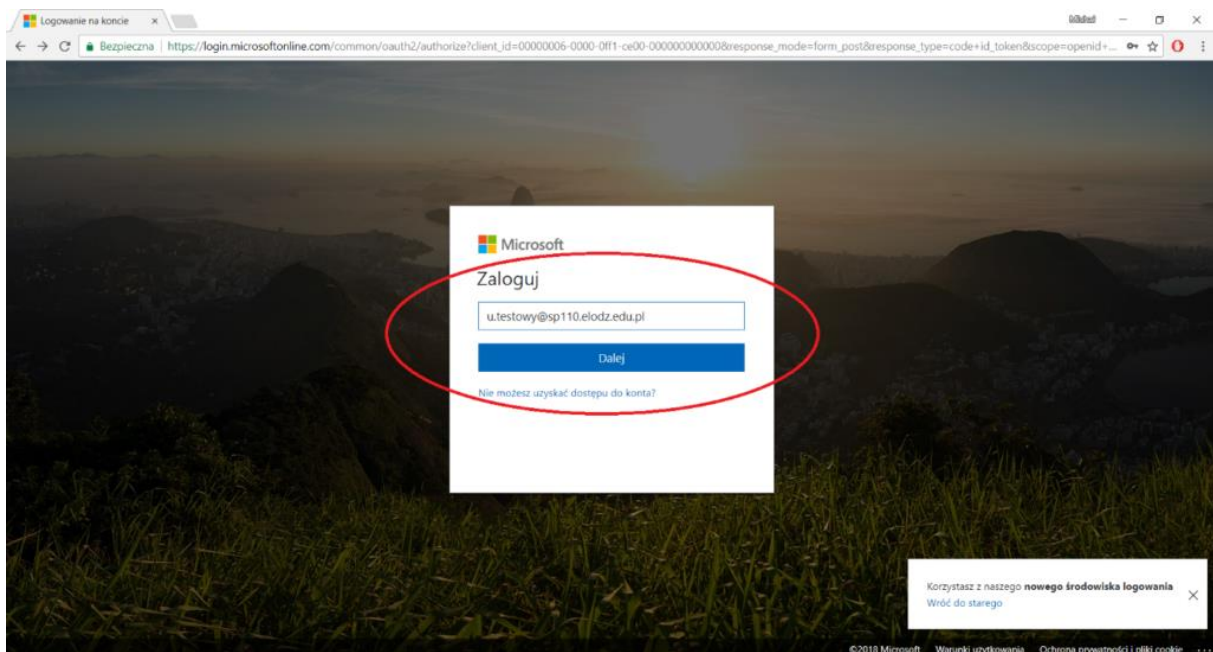 Logowanie na koncie
Bezpieczna | https://login.microsoftonline.com/common/oauth2/authorize?client_id=00000006-0000-0ff1-ce00-000000000000&response_mode=form_post&response_type=code+id_token&scope=openid+...
Microsoft
Zaloguj
u.testowy@sp110.elodz.edu.pl
Dalej
Nie możesz uzyskać dostępu do konta?
Korzystasz z naszego nowego środowiska logowania
Wróć do starego
©2018 Microsoft Warunki użytkowania Ochrona prywatności i pliki cookie ...